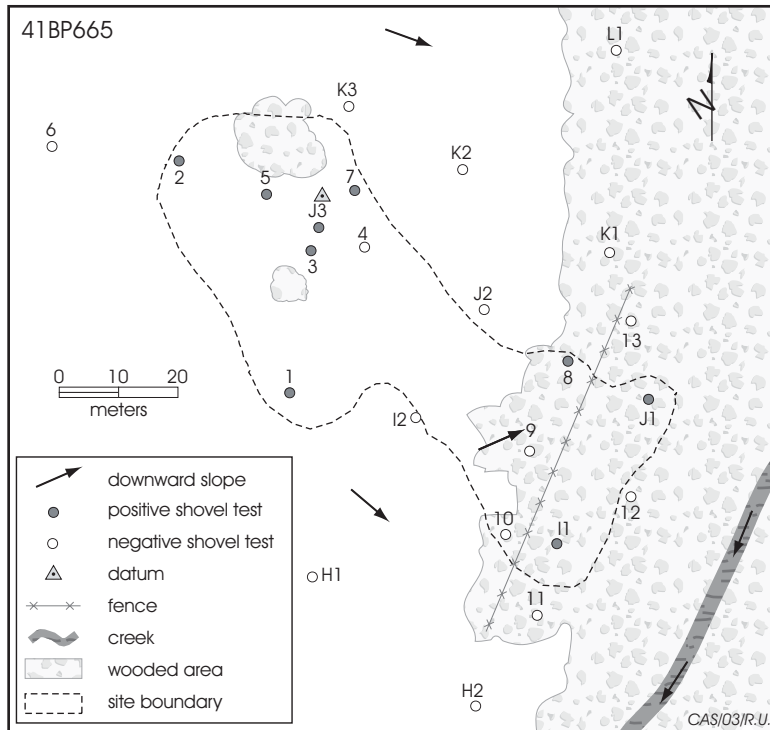 41BP665
L1
N
K3
6
K2
2
5
7
J3
4
3
K1
J2
13
8
1
J1
0 10 20
meters
I2
9
12
10
I1
11
H1
H2
downward slope
positive shovel test
negative shovel test
datum
fence
creek
wooded area
site boundary
CAS/03/R.U.